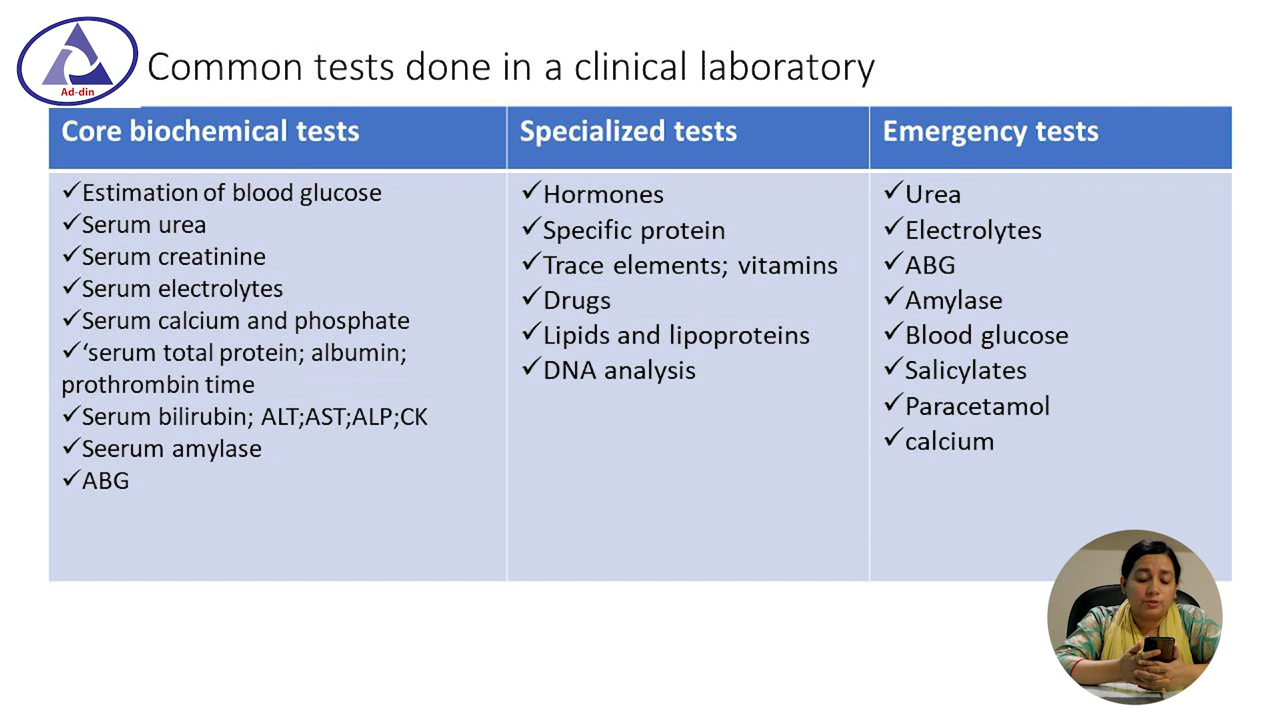 Ad-din
Common tests done in a clinical laboratory
Core biochemical tests
✓Estimation of blood glucose
✓Serum urea
✓Serum creatinine
✓Serum electrolytes
✓Serum calcium and phosphate
✓‘serum total protein; albumin;
prothrombin time
✓Serum bilirubin; ALT;AST;ALP;CK
✓Seerum amylase
✓ABG
Specialized tests
✓Hormones
✓Specific protein
✓Trace elements; vitamins
✓Drugs
✓Lipids and lipoproteins
✓DNA analysis
Emergency tests
✓Urea
✓Electrolytes
✓ABG
✓Amylase
✓Blood glucose
✓Salicylates
✓Paracetamol
✓calcium